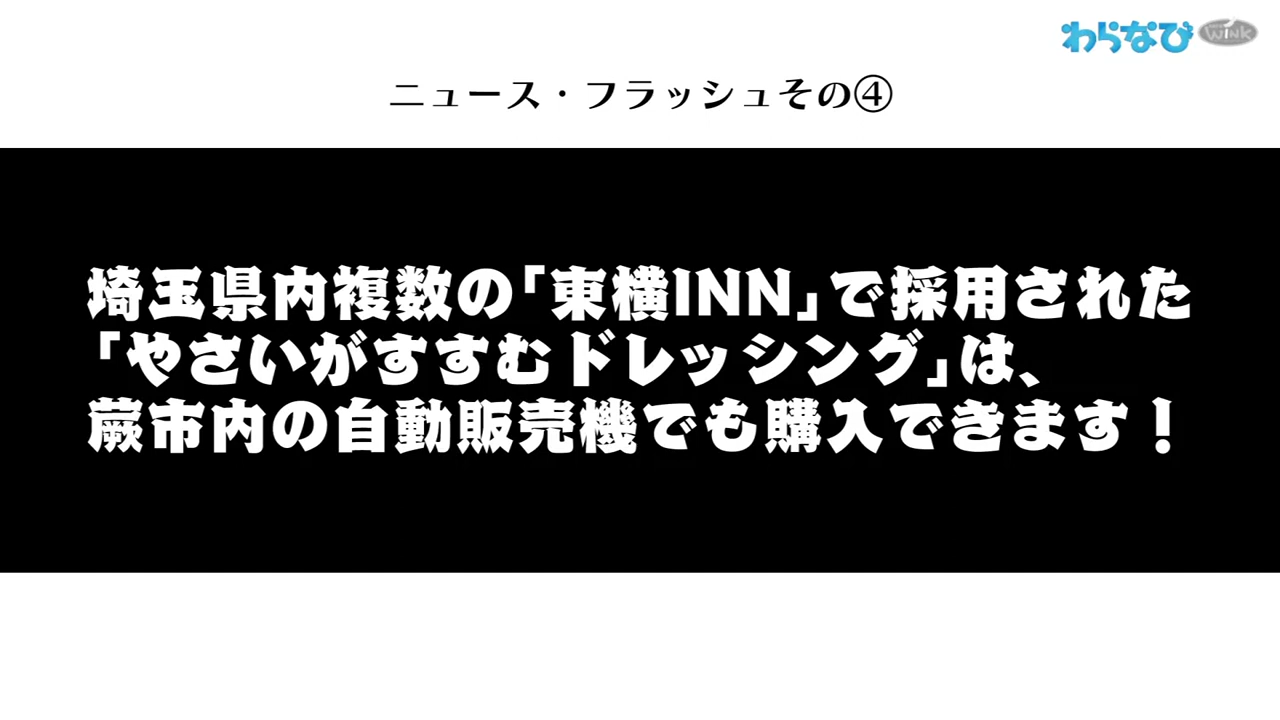 わらなび WINK
ニュース・フラッシュその④
埼玉県内複数の「東横INN」で採用された
「やさいがすすむドレッシング」は、
蕨市内の自動販売機でも購入できます！